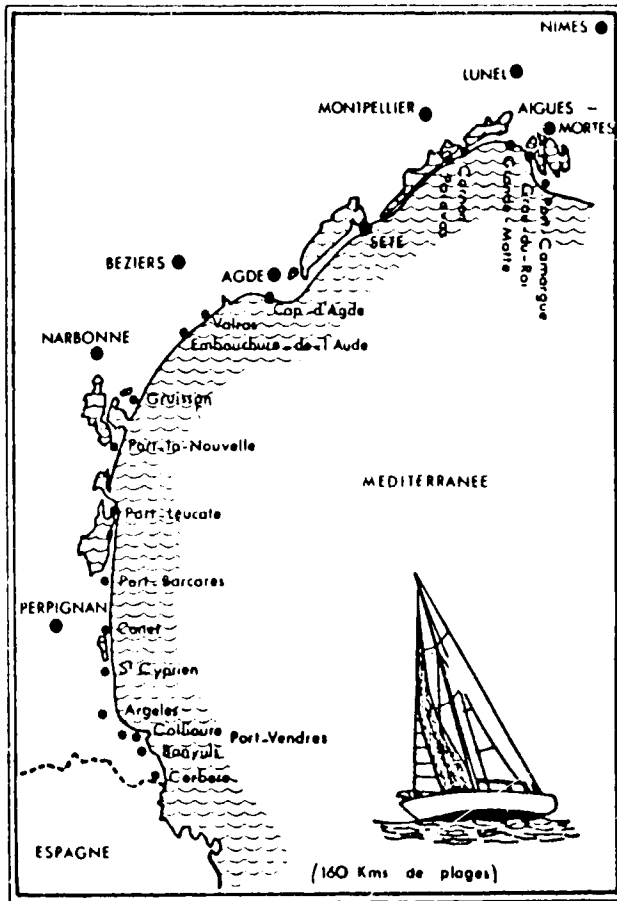 NIMES
LUNEL
MONTPELLIER
AIGUES -
MORTES
Palavas
Carnon
Grande-Motte
Grau-du-Roi
Port-Camargue
SETE
BEZIERS
AGDE
Cap d'Agde
Valras
Embouchure-de-l'Aude
NARBONNE
Gruissan
Port-la-Nouvelle
MEDITERRANEE
Port-Leucate
Port-Barcares
PERPIGNAN
Canet
St Cyprien
Argeles
Collioure
Port-Vendres
Banyuls
Cerbere
ESPAGNE
(160 Kms de plages)